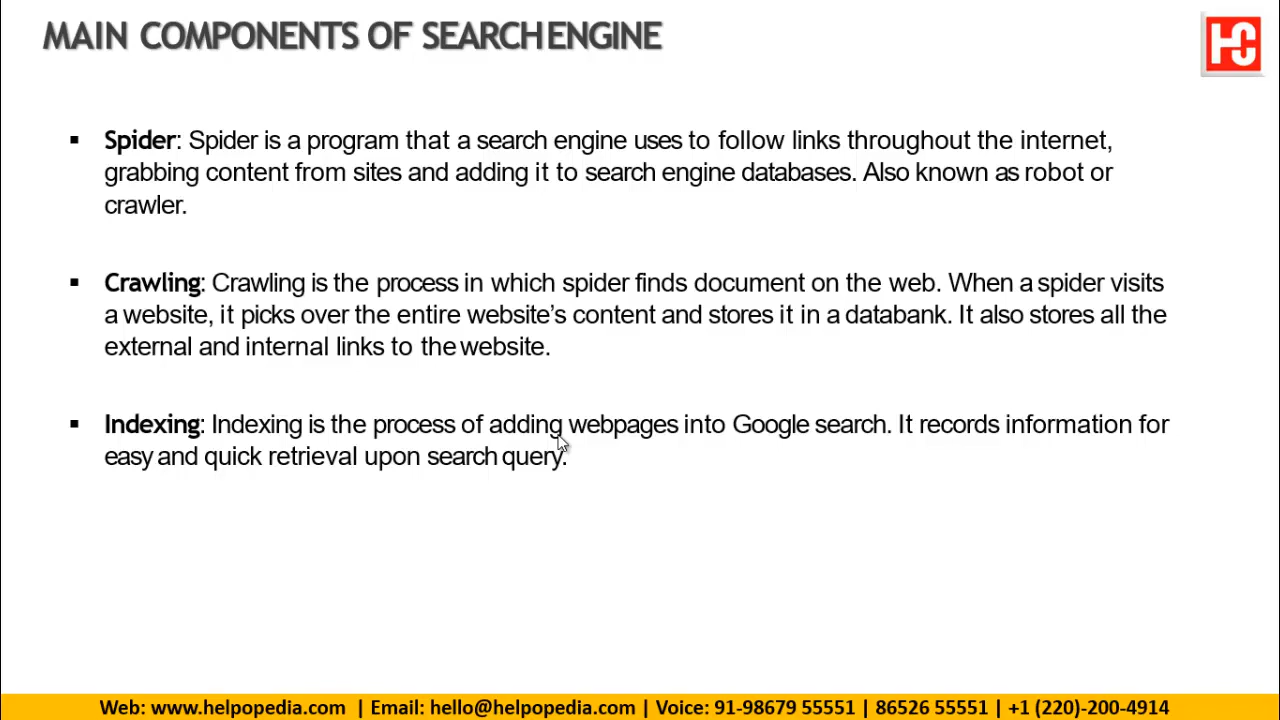 MAIN COMPONENTS OF SEARCH ENGINE
HC
▪ Spider: Spider is a program that a search engine uses to follow links throughout the internet,
grabbing content from sites and adding it to search engine databases. Also known as robot or
crawler.
▪ Crawling: Crawling is the process in which spider finds document on the web. When a spider visits
a website, it picks over the entire website's content and stores it in a databank. It also stores all the
external and internal links to the website.
▪ Indexing: Indexing is the process of adding webpages into Google search. It records information for
easy and quick retrieval upon search query.
Web: www.helpopedia.com | Email: hello@helpopedia.com | Voice: 91-98679 55551 | 86526 55551 | +1 (220)-200-4914